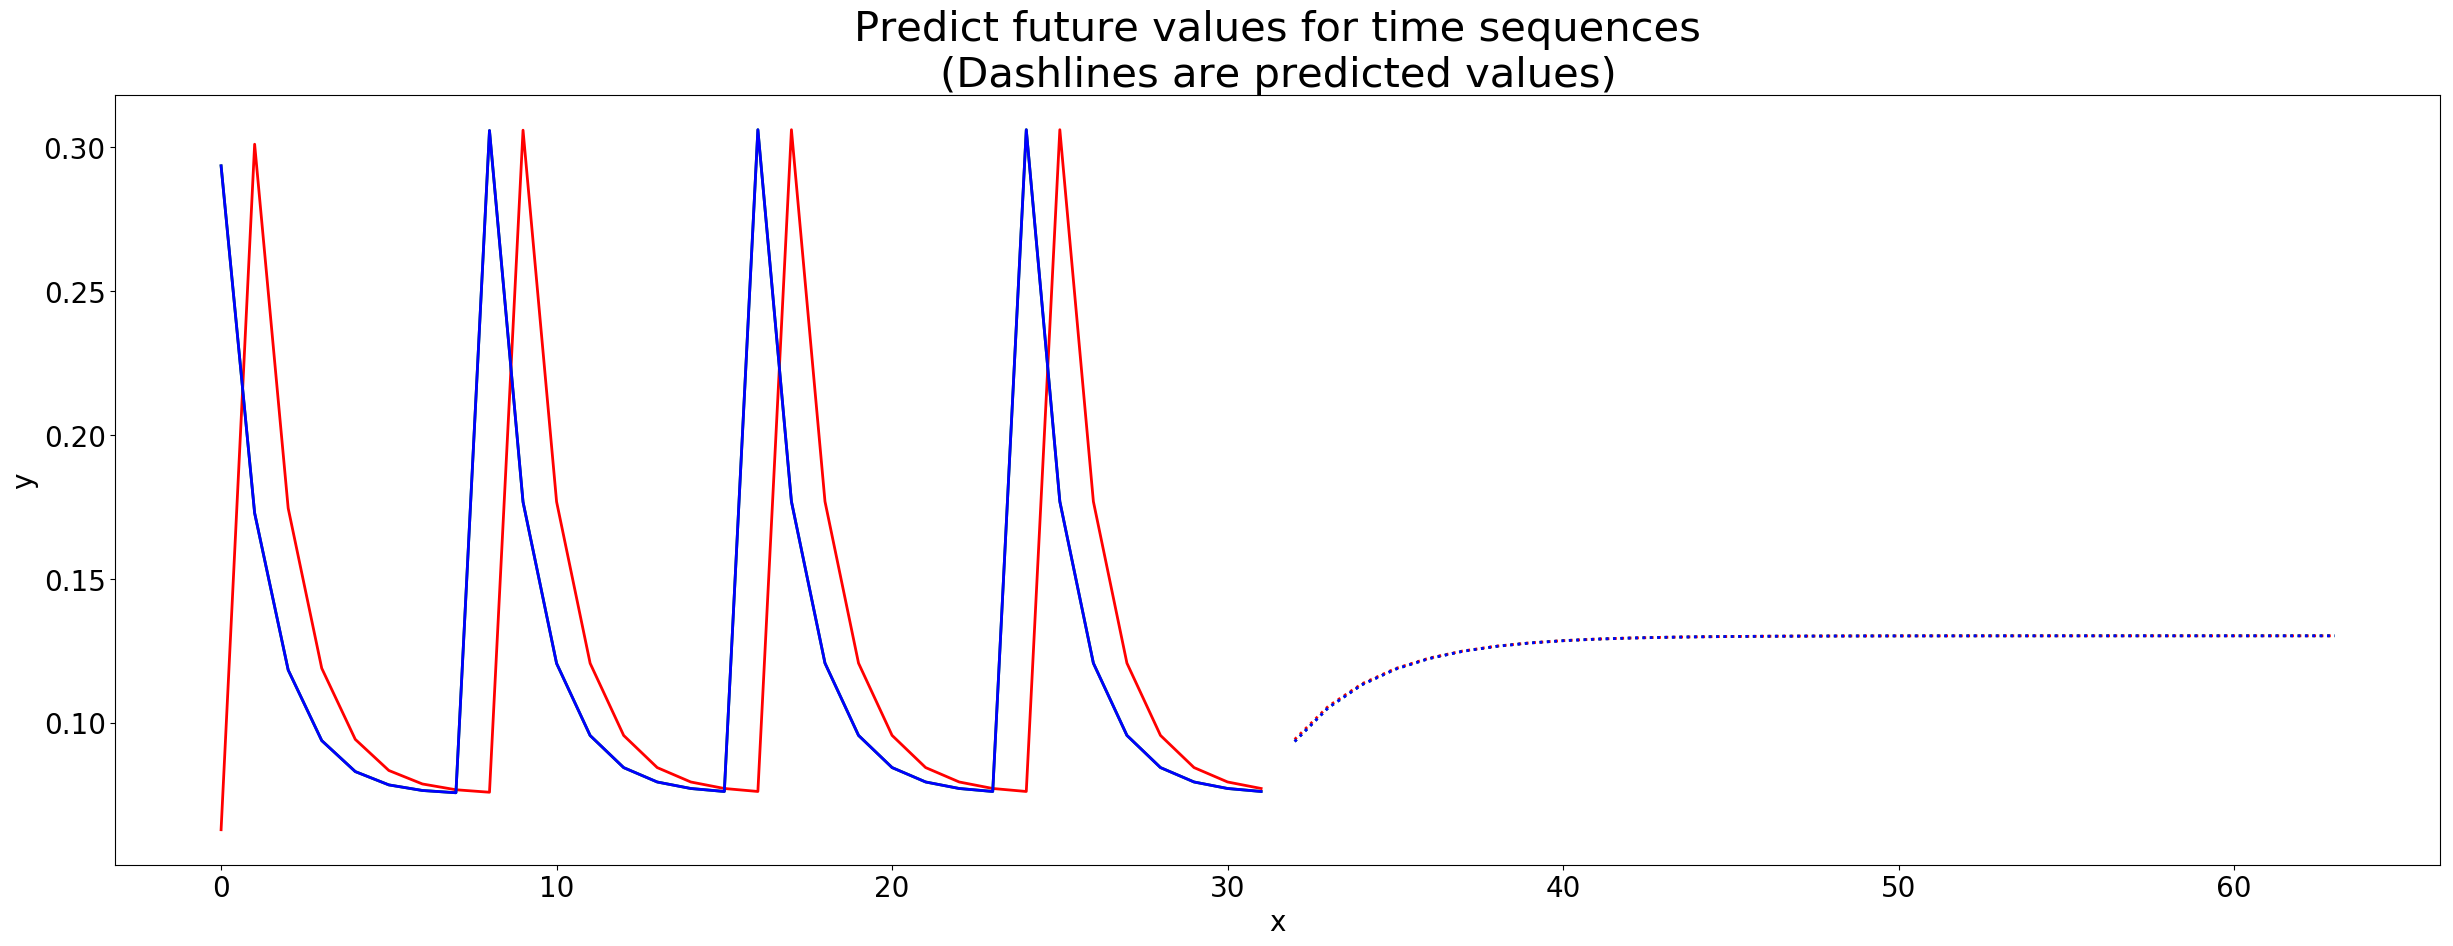 Predict future values for time sequences
(Dashlines are predicted values)
0.30
0.25
0.20
0.15
0.10
y
0 10 20 30 40 50 60
x